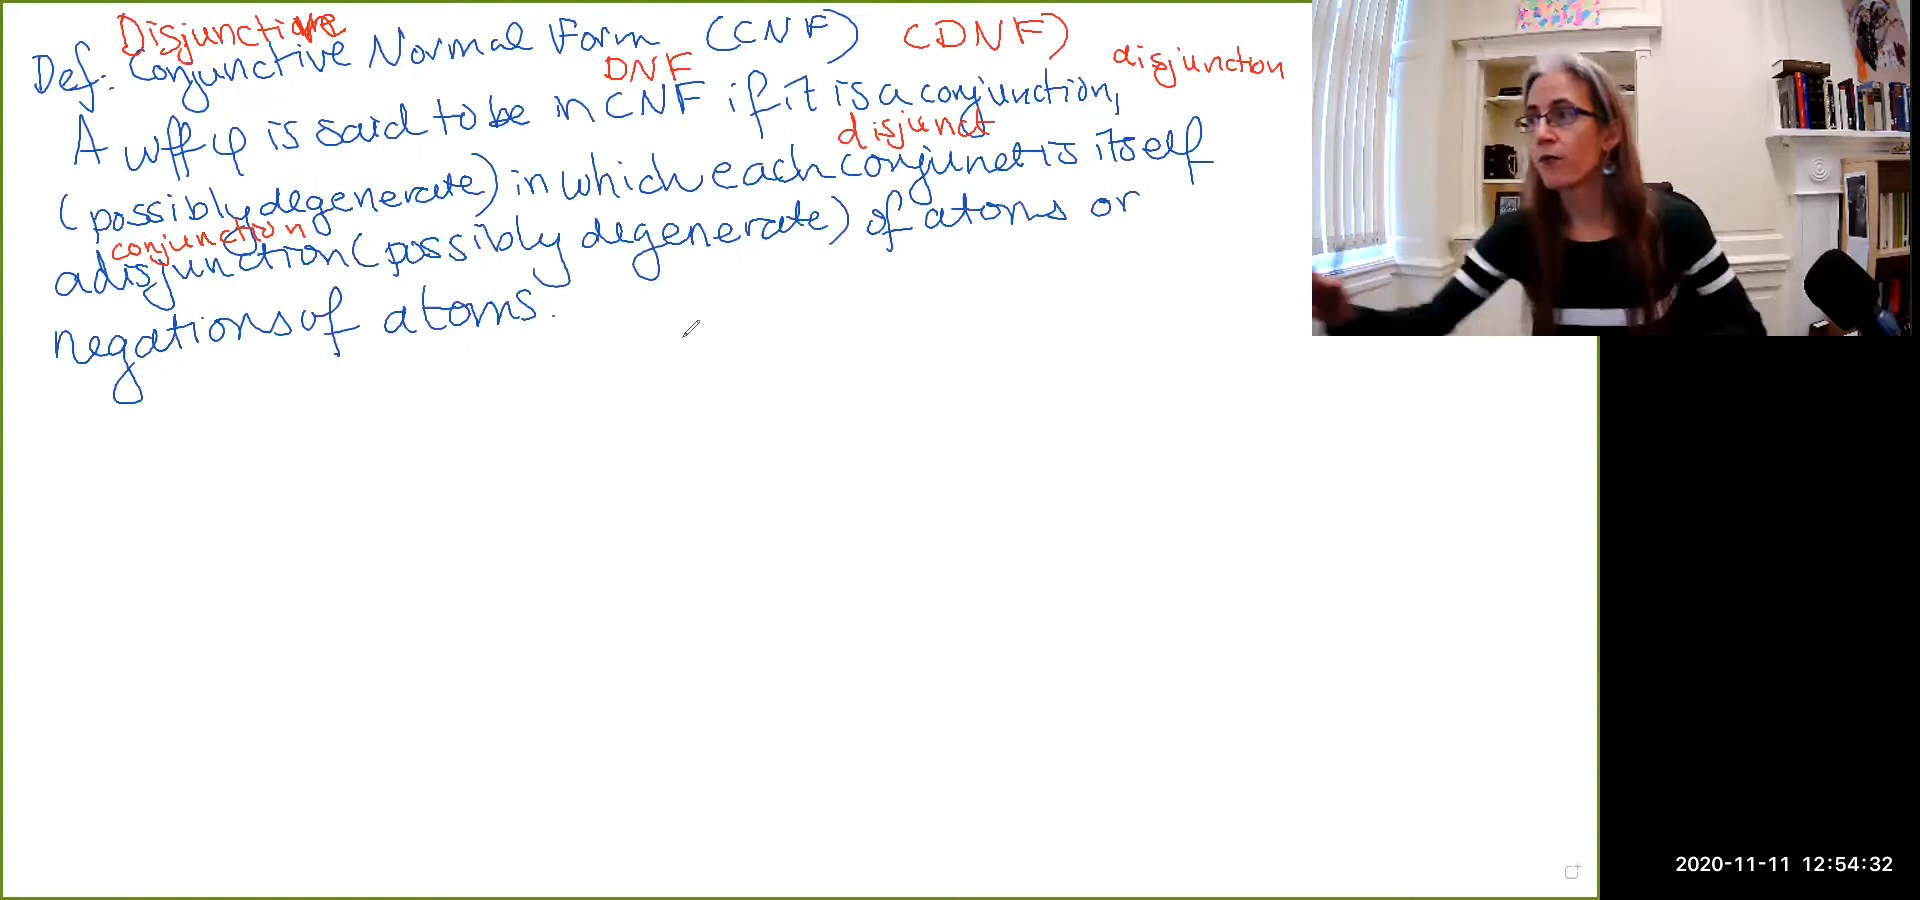 Disjunctive
Def: Conjunctive Normal Form (CNF) (DNF)
DNF disjunction
A wff φ is said to be in CNF if it is a conjunction,
disjunct
(possibly degenerate) in which each conjunct is itself
conjunction
a disjunction (possibly degenerate) of atoms or
negations of atoms.
2020-11-11 12:54:32